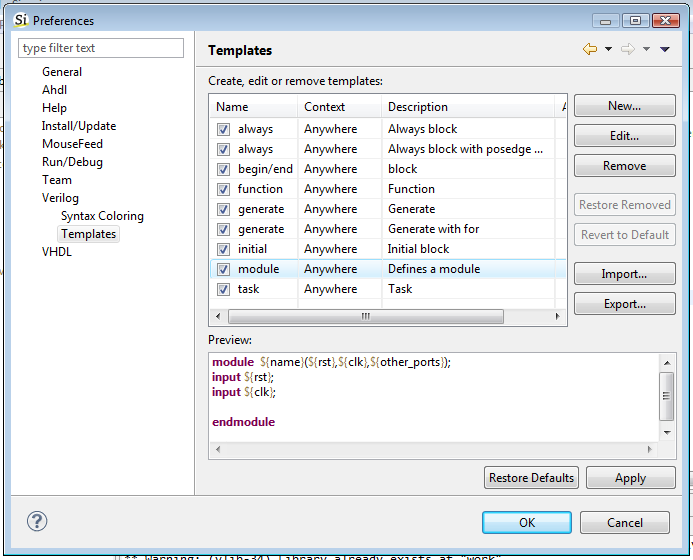 Si Preferences
type filter text
General
Ahdl
Help
Install/Update
MouseFeed
Run/Debug
Team
Verilog
Syntax Coloring
Templates
VHDL
Templates
Create, edit or remove templates:
Name Context Description
always Anywhere Always block
always Anywhere Always block with posedge ...
begin/end Anywhere block
function Anywhere Function
generate Anywhere Generate
generate Anywhere Generate with for
initial Anywhere Initial block
module Anywhere Defines a module
task Anywhere Task
New...
Edit...
Remove
Restore Removed
Revert to Default
Import...
Export...
Preview:
module ${name}(${rst},${clk},${other_ports});
input ${rst};
input ${clk};
endmodule
Restore Defaults Apply
? OK Cancel
** Warning: (vlib-34) Library already exists at "work"